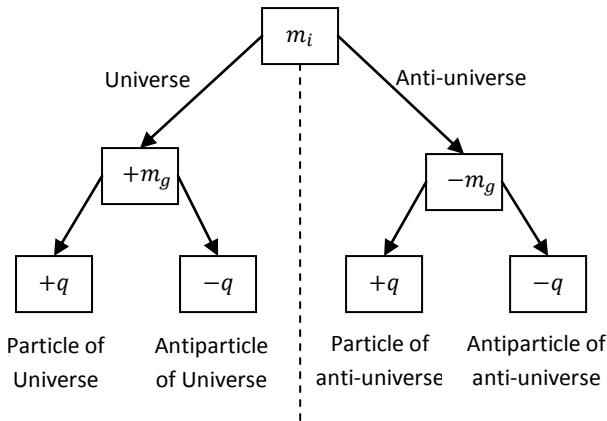 mᵢ
Universe
Anti-universe
+m_g
−m_g
+q
−q
+q
−q
Particle of
Universe
Antiparticle
of Universe
Particle of
anti-universe
Antiparticle of
anti-universe